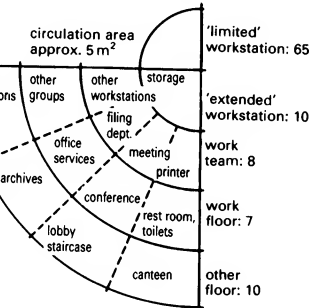 circulation area
approx. 5 m²
'limited'
workstation: 65
ons
other
groups
other
workstations
storage
'extended'
workstation: 10
filing
dept.
office
services
meeting
printer
work
team: 8
archives
conference
rest room,
toilets
work
floor: 7
lobby
staircase
canteen
other
floor: 10